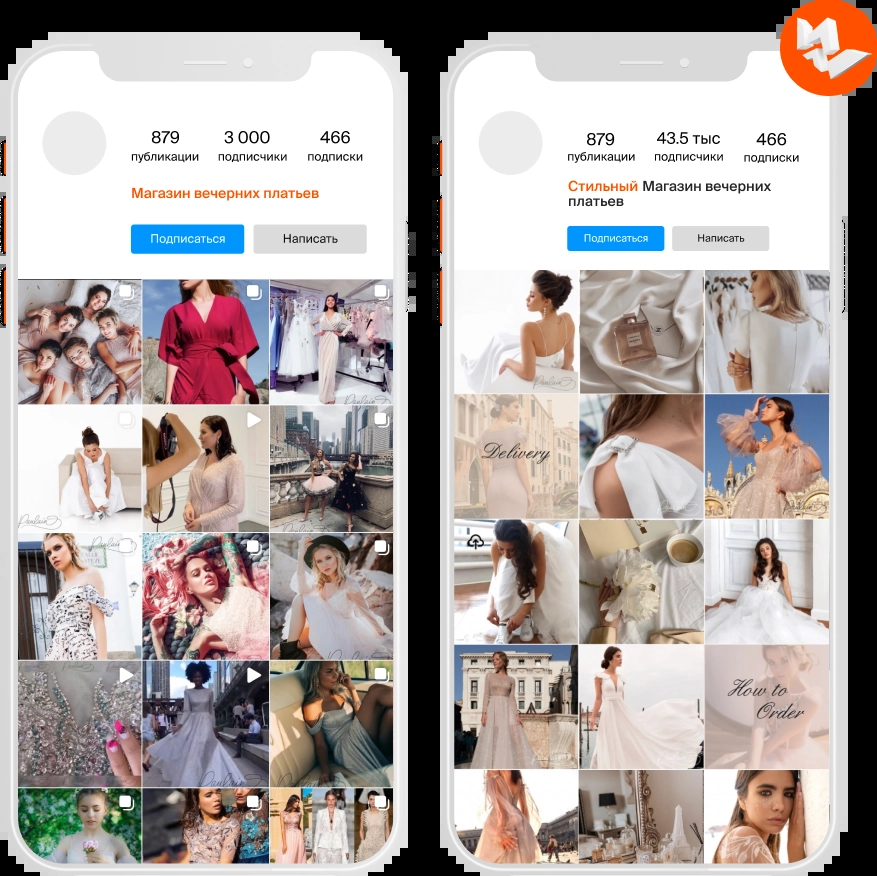 879
3 000
466
публикации
подписчики
подписки
Магазин вечерних платьев
Подписаться
Написать
879
43.5 тыс
466
публикации
подписчики
подписки
Стильный Магазин вечерних
платьев
Подписаться
Написать
Delivery
How to
Order